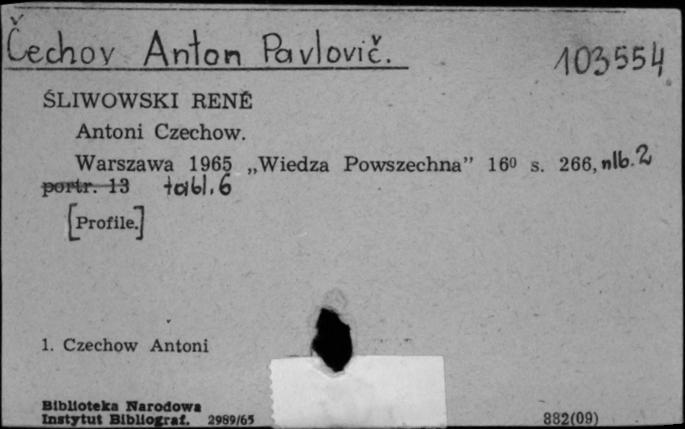 Čechov Anton Pavlovič.
103554
ŚLIWOWSKI RENÉ
Antoni Czechow.
Warszawa 1965 „Wiedza Powszechna” 16⁰ s. 266, nlb. 2
portr. 13 tabl. 6
[Profile.]
1. Czechow Antoni
Biblioteka Narodowa
Instytut Bibliograf. 2989/65
882(09)